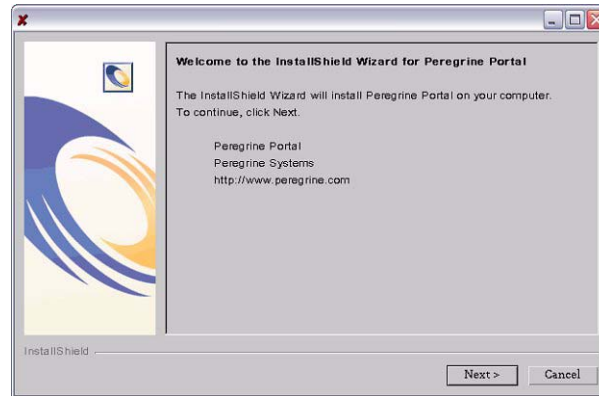 Welcome to the InstallShield Wizard for Peregrine Portal
The InstallShield Wizard will install Peregrine Portal on your computer.
To continue, click Next.
Peregrine Portal
Peregrine Systems
http://www.peregrine.com
InstallShield
Next >
Cancel